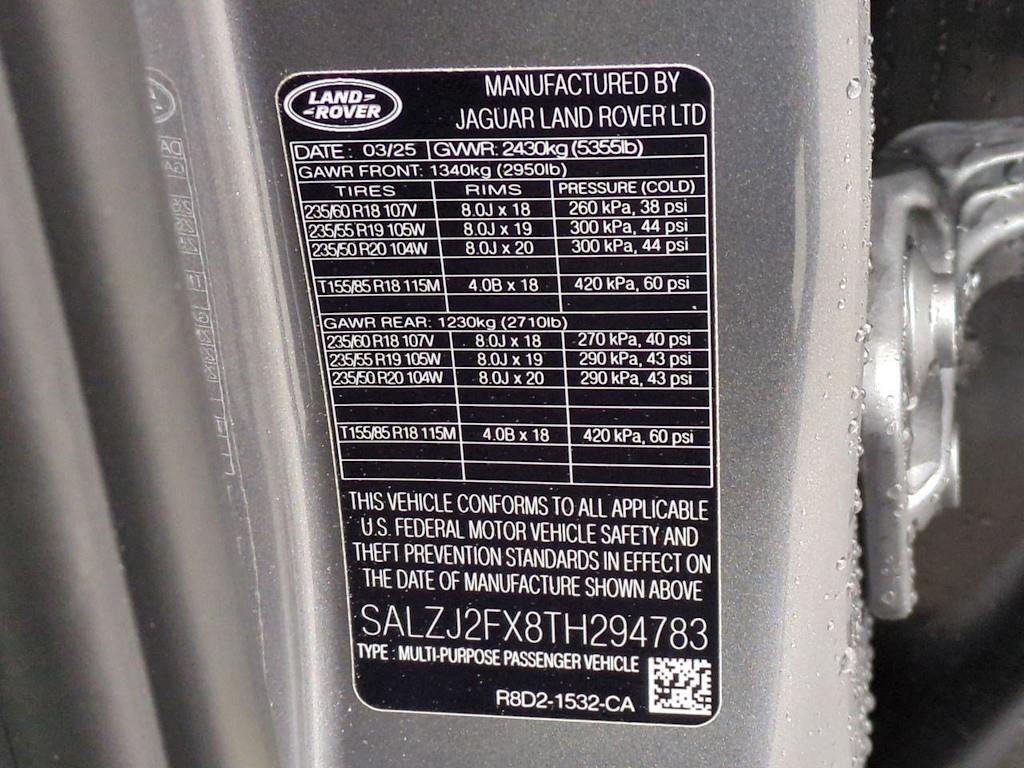 LAND-
-ROVER
MANUFACTURED BY
JAGUAR LAND ROVER LTD
DATE : 03/25 GVWR: 2430kg (5355lb)
GAWR FRONT: 1340kg (2950lb)
TIRES RIMS PRESSURE (COLD)
235/60 R18 107V 8.0J x 18 260 kPa, 38 psi
235/55 R19 105W 8.0J x 19 300 kPa, 44 psi
235/50 R20 104W 8.0J x 20 300 kPa, 44 psi
T155/85 R18 115M 4.0B x 18 420 kPa, 60 psi
GAWR REAR: 1230kg (2710lb)
235/60 R18 107V 8.0J x 18 270 kPa, 40 psi
235/55 R19 105W 8.0J x 19 290 kPa, 43 psi
235/50 R20 104W 8.0J x 20 290 kPa, 43 psi
T155/85 R18 115M 4.0B x 18 420 kPa, 60 psi
THIS VEHICLE CONFORMS TO ALL APPLICABLE
U.S. FEDERAL MOTOR VEHICLE SAFETY AND
THEFT PREVENTION STANDARDS IN EFFECT ON
THE DATE OF MANUFACTURE SHOWN ABOVE
SALZJ2FX8TH294783
TYPE : MULTI-PURPOSE PASSENGER VEHICLE
R8D2-1532-CA